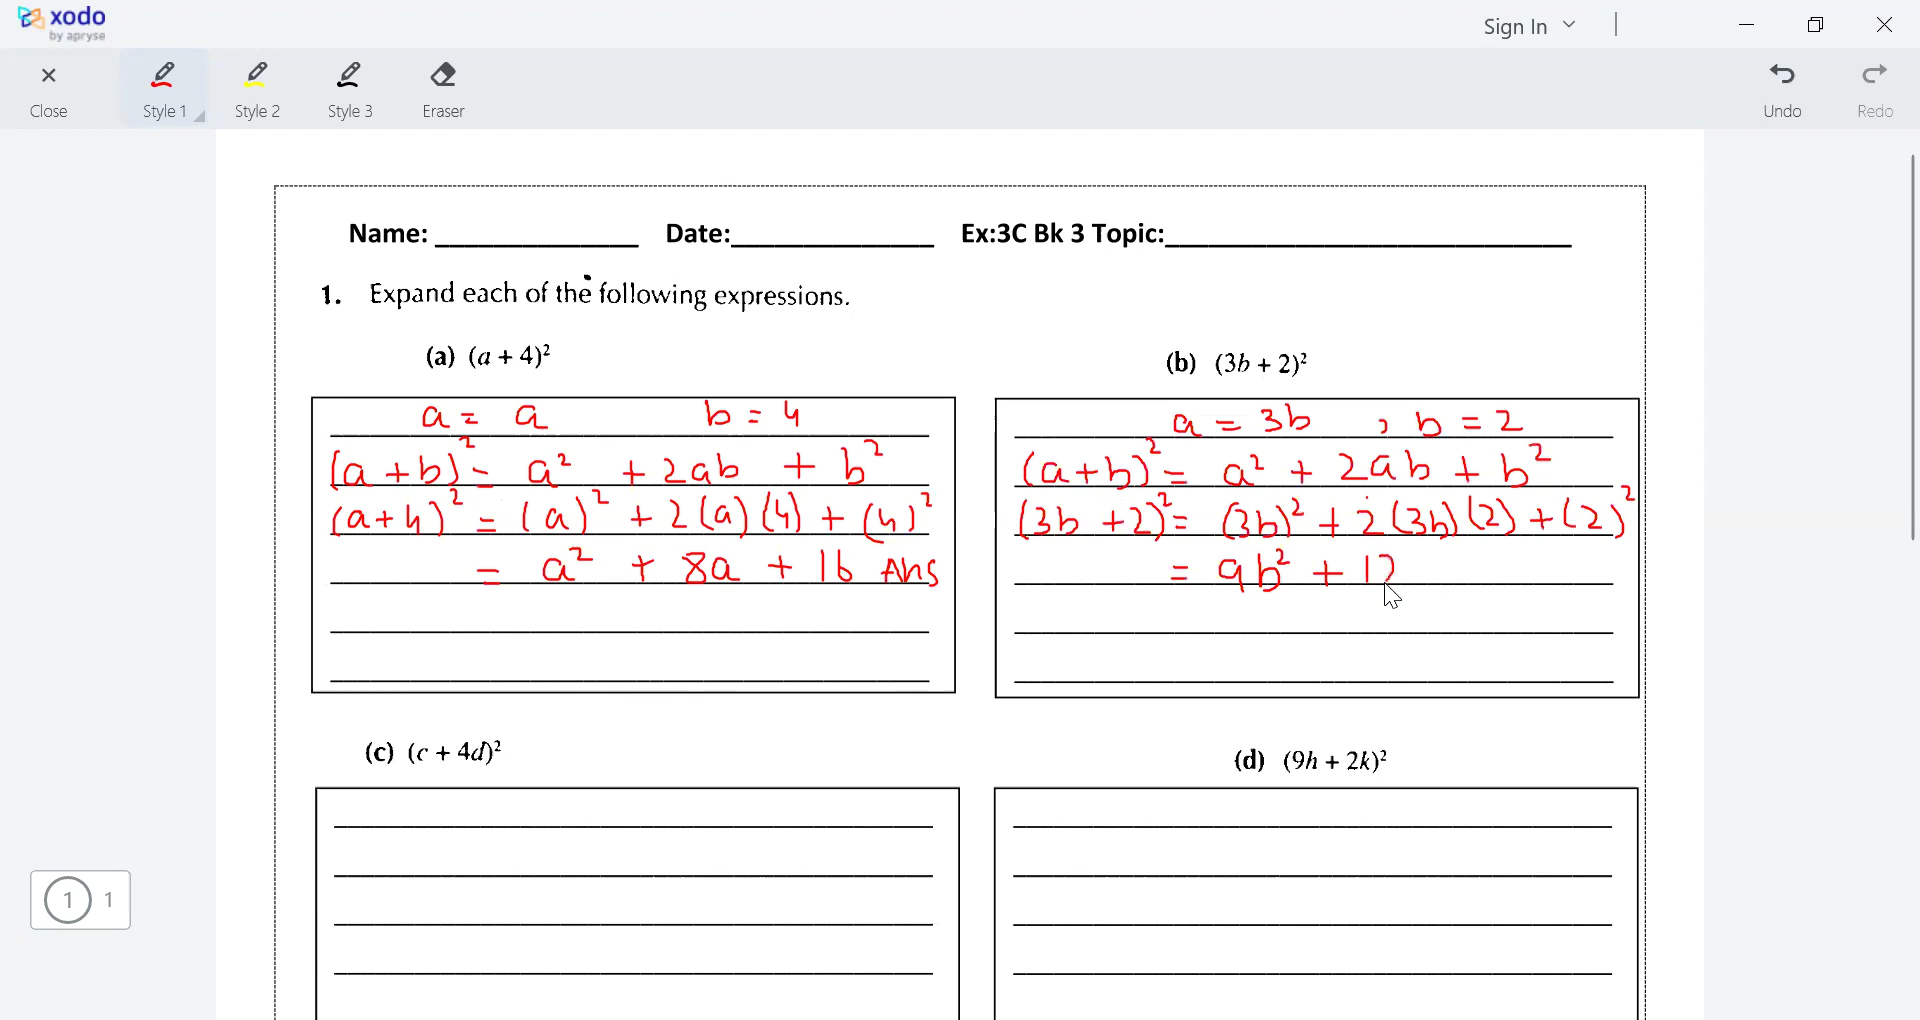 xodo
by apryse
Sign In
Close
Style 1
Style 2
Style 3
Eraser
Undo
Redo
Name: _______________ Date:_______________ Ex:3C Bk 3 Topic:______________________________
1. Expand each of the following expressions.
(a) (a + 4)²
(b) (3b + 2)²
a = a b = 4
(a + b)² = a² + 2ab + b²
(a+4)² = (a)² + 2(a)(4) + (4)²
= a² + 8a + 16 Ans
a = 3b , b = 2
(a+b)² = a² + 2ab + b²
(3b +2)² = (3b)² + 2(3b)(2) + (2)²
= 9b² + 12
(c) (c + 4d)²
(d) (9h + 2k)²
1 1